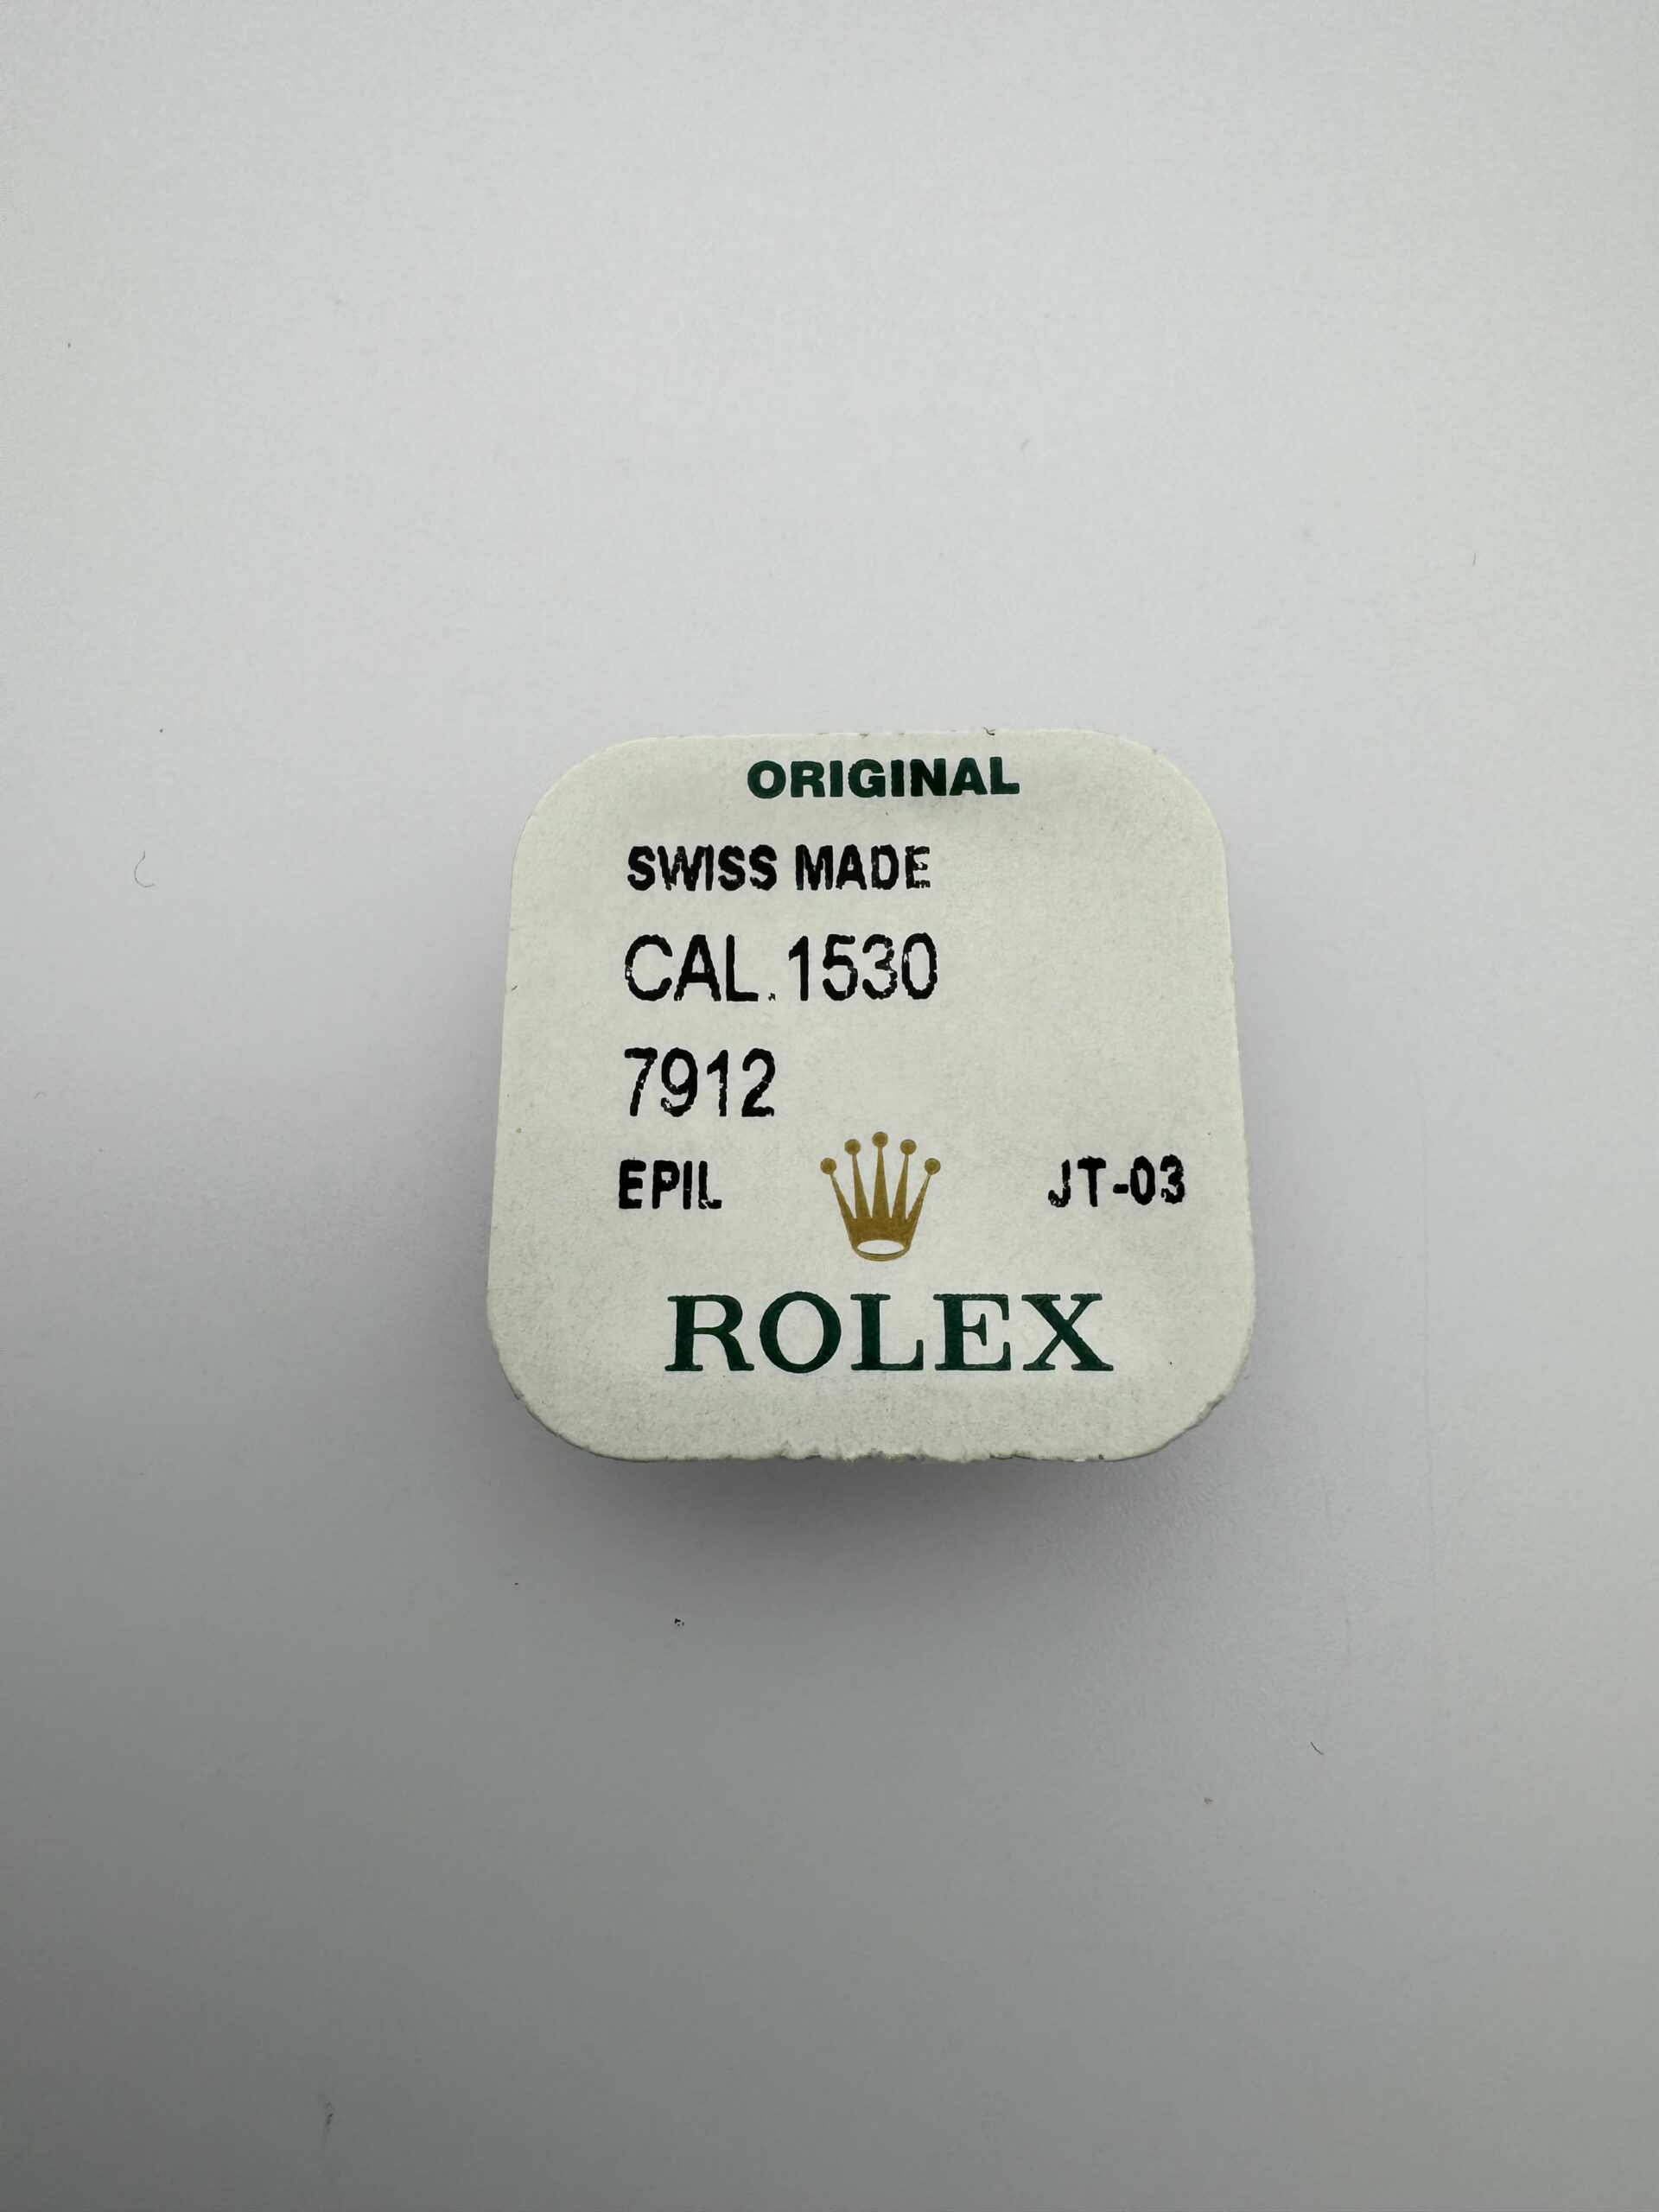 ORIGINAL
SWISS MADE
CAL. 1530
7912
EPIL JT-03
ROLEX